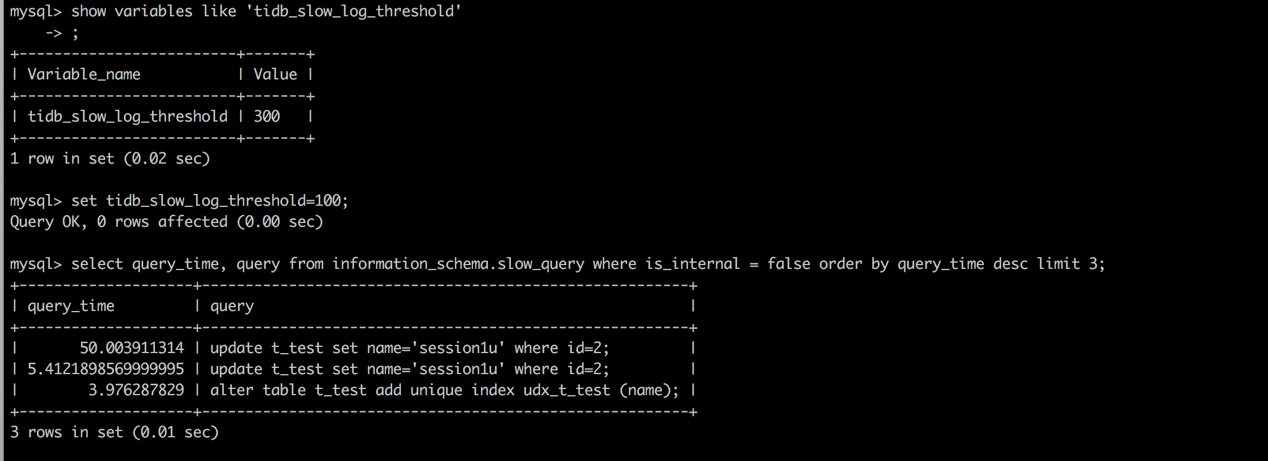 mysql> show variables like 'tidb_slow_log_threshold'
    -> ;
+-------------------------+-------+
| Variable_name           | Value |
+-------------------------+-------+
| tidb_slow_log_threshold | 300   |
+-------------------------+-------+
1 row in set (0.02 sec)

mysql> set tidb_slow_log_threshold=100;
Query OK, 0 rows affected (0.00 sec)

mysql> select query_time, query from information_schema.slow_query where is_internal = false order by query_time desc limit 3;
+--------------------+-------------------------------------------------------+
| query_time         | query                                                 |
+--------------------+-------------------------------------------------------+
|       50.003911314 | update t_test set name='session1u' where id=2;         |
| 5.4121898569999995 | update t_test set name='session1u' where id=2;         |
|        3.976287829 | alter table t_test add unique index udx_t_test (name); |
+--------------------+-------------------------------------------------------+
3 rows in set (0.01 sec)